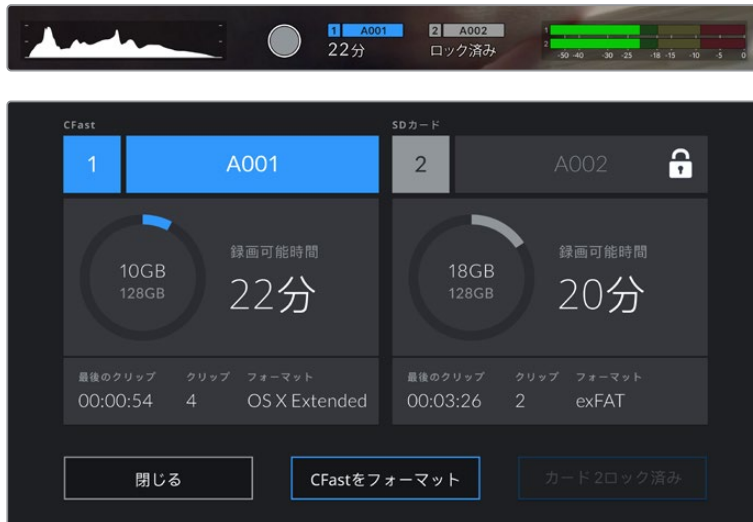 1 A001 2 A002
22分 ロック済み
1
2
-50 -40 -30 -25 -18 -15 -10 -5 0
CFast SDカード
1 A001 2 A002
録画可能時間 録画可能時間
10GB 18GB
128GB 22分 128GB 20分
最後のクリップ クリップ フォーマット 最後のクリップ クリップ フォーマット
00:00:54 4 OS X Extended 00:03:26 2 exFAT
閉じる CFastをフォーマット カード 2ロック済み